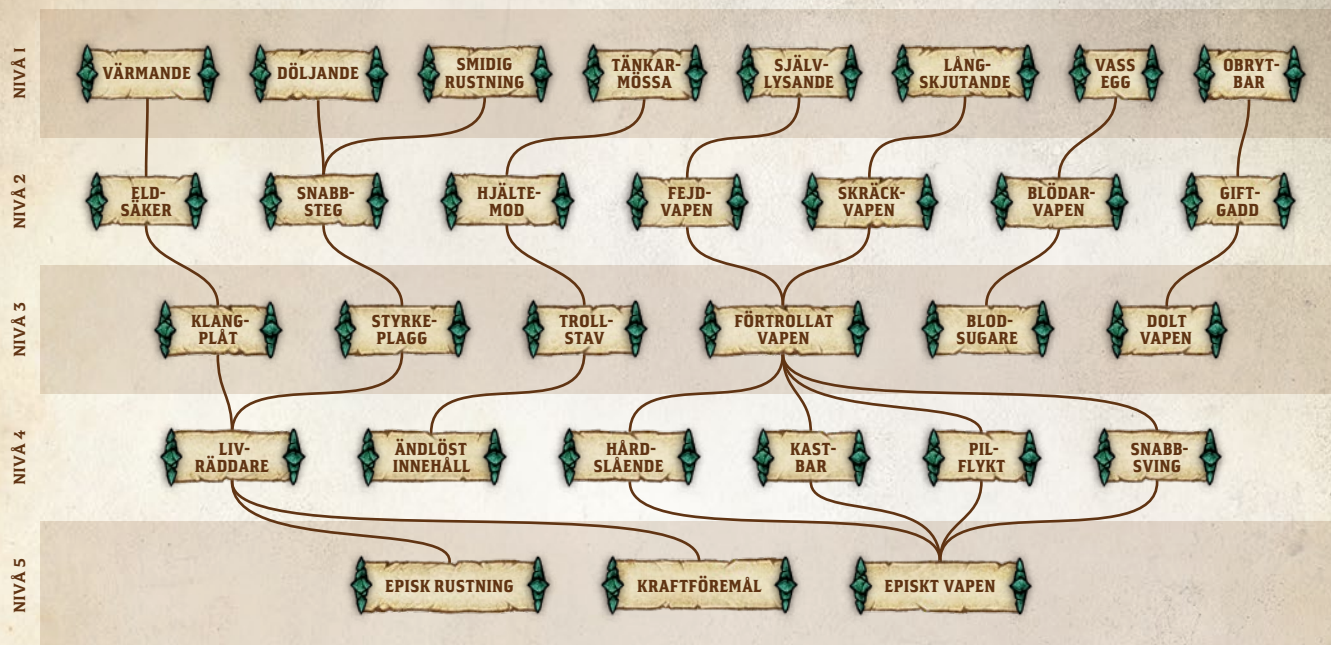 NIVÅ 1
VÄRMANDE
DÖLJANDE
SMIDIG
RUSTNING
TÄNKAR-
MÖSSA
SJÄLV-
LYSANDE
LÅNG-
SKJUTANDE
VASS
EGG
OBRYT-
BAR
NIVÅ 2
ELD-
SÄKER
SNABB-
STEG
HJÄLTE-
MOD
FEJD-
VAPEN
SKRÄCK-
VAPEN
BLÖDAR-
VAPEN
GIFT-
GADD
NIVÅ 3
KLANG-
PLÅT
STYRKE-
PLAGG
TROLL-
STAV
FÖRTROLLAT
VAPEN
BLOD-
SUGARE
DOLT
VAPEN
NIVÅ 4
LIV-
RÄDDARE
ÄNDLÖST
INNEHÅLL
HÅRD-
SLÅENDE
KAST-
BAR
PIL-
FLYKT
SNABB-
SVING
NIVÅ 5
EPISK RUSTNING
KRAFTFÖREMÅL
EPISKT VAPEN